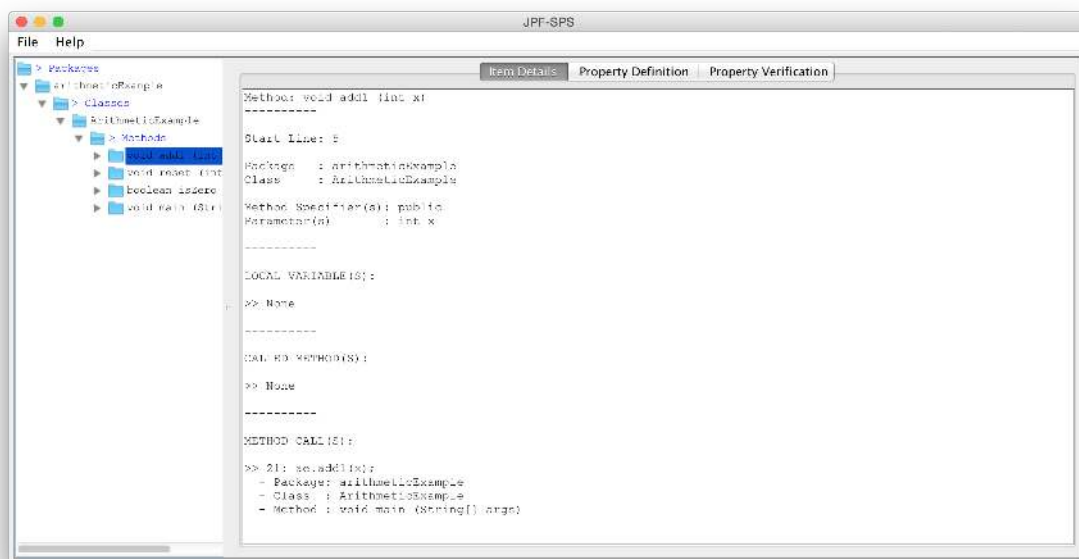 JPF-SPS
File Help
> Packages
arithmeticExample
> Classes
ArithmeticExample
> Methods
void add1 (int
void reset (int
boolean isZero
void main (Stri
Item Details Property Definition Property Verification
Method: void add1 (int x)
----------
Start Line:
Package : arithmeticExample
Class : ArithmeticExample
Method Specifier(s): public
Parameter(s) : int x
----------
LOCAL VARIABLE(S):
>> None
----------
CALLED METHOD(S):
>> None
----------
METHOD CALL(S):
>> 21: ae.add1(x);
- Package: arithmeticExample
- Class : ArithmeticExample
- Method : void main (String[] args)